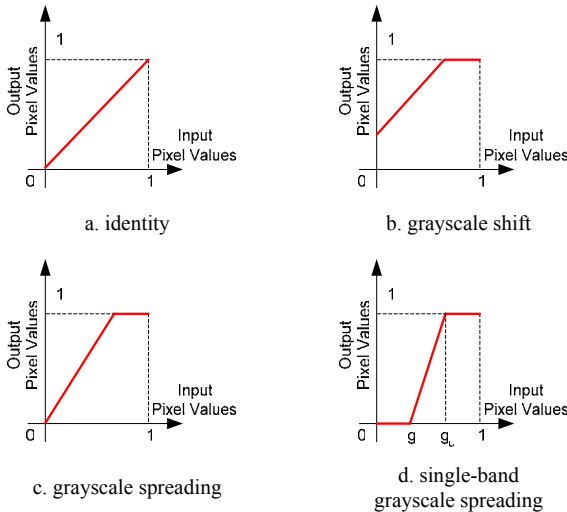 1
Output
Pixel Values
Input
Pixel Values
0
1
a. identity
1
Output
Pixel Values
Input
Pixel Values
0
1
b. grayscale shift
1
Output
Pixel Values
Input
Pixel Values
0
1
c. grayscale spreading
1
Output
Pixel Values
Input
Pixel Values
0
g
1
d. single-band
grayscale spreading